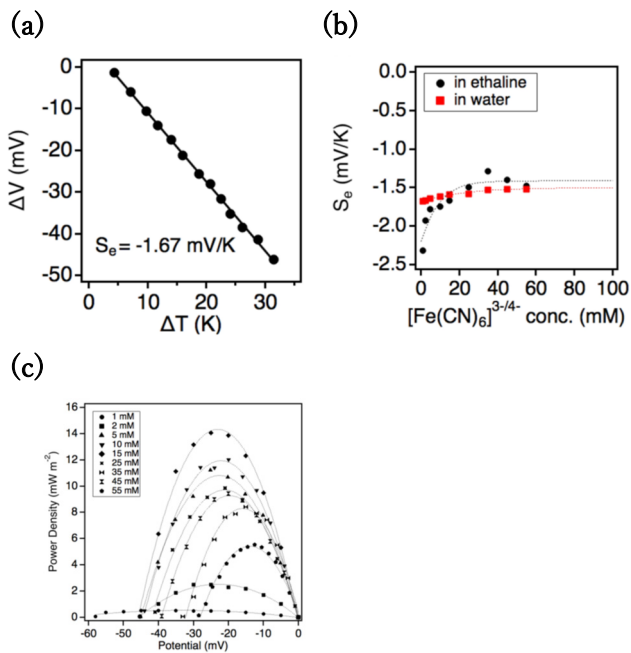 (a)
0
-10
-20
-30
-40
-50
ΔV (mV)
Sₑ= -1.67 mV/K
0 10 20 30
ΔT (K)
(b)
0.0
-0.5
-1.0
-1.5
-2.0
-2.5
Sₑ (mV/K)
in ethaline
in water
0 20 40 60 80 100
[Fe(CN)₆]³⁻/⁴⁻ conc. (mM)
(c)
16
14
12
10
8
6
4
2
0
Power Density (mW m⁻²)
1 mM
2 mM
5 mM
10 mM
15 mM
25 mM
35 mM
45 mM
55 mM
-60 -50 -40 -30 -20 -10 0
Potential (mV)